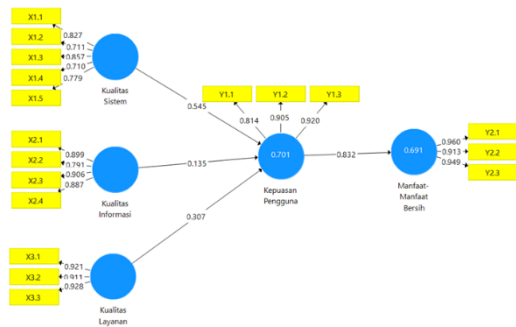 X1.1
X1.2
X1.3
X1.4
X1.5
0.827
0.711
0.857
0.710
0.779
Kualitas
Sistem
0.545
X2.1
X2.2
X2.3
X2.4
0.899
0.791
0.906
0.887
Kualitas
Informasi
0.135
X3.1
X3.2
X3.3
0.921
0.911
0.928
Kualitas
Layanan
0.307
Y1.1
Y1.2
Y1.3
0.814
0.905
0.920
0.701
Kepuasan
Pengguna
0.832
0.691
Manfaat-
Manfaat
Bersih
0.960
0.913
0.949
Y2.1
Y2.2
Y2.3